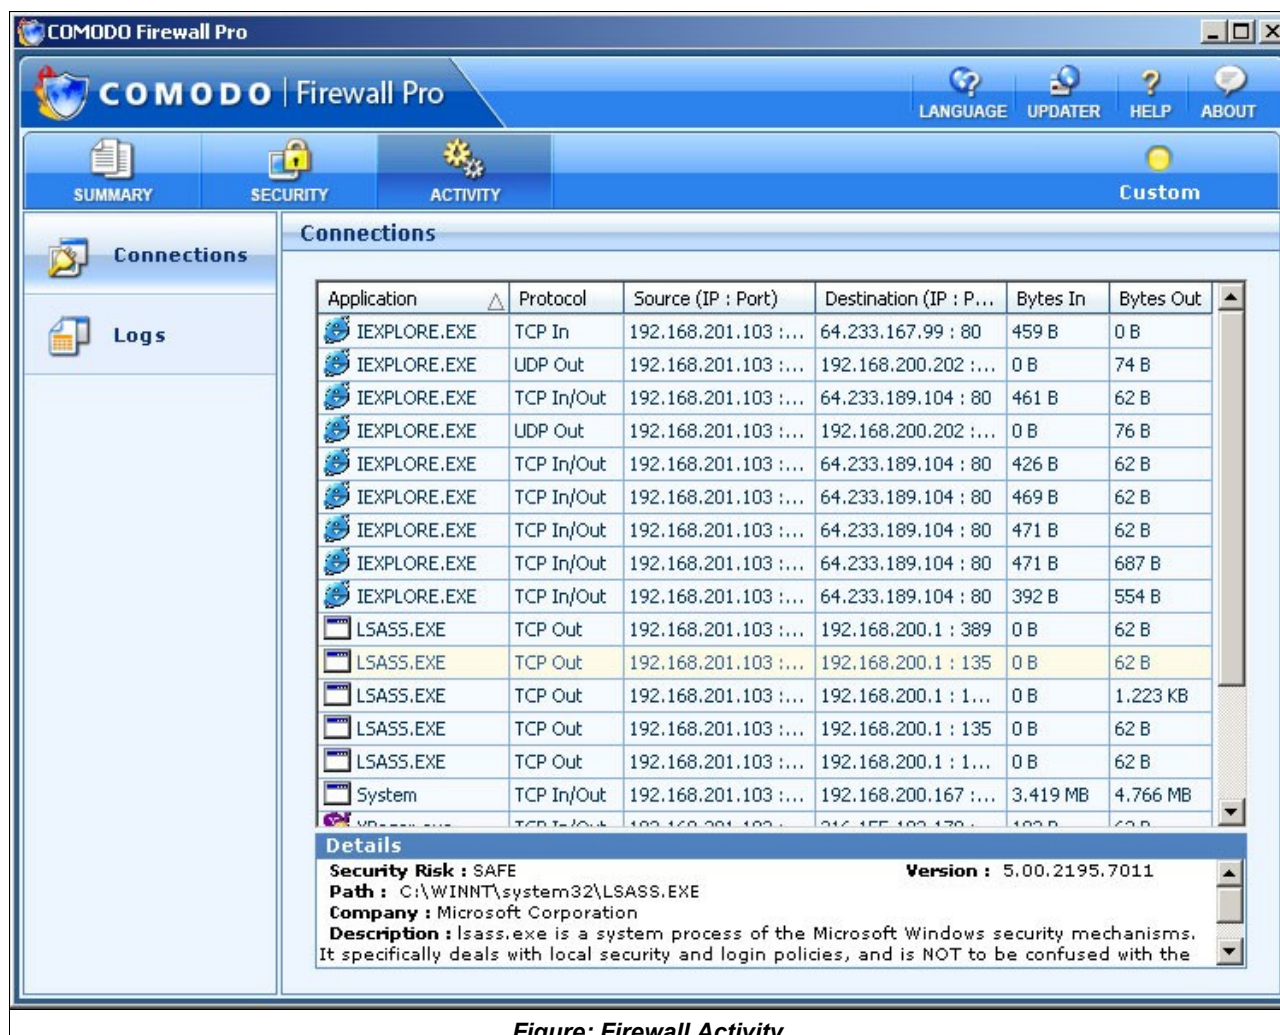 COMODO Firewall Pro
COMODO | Firewall Pro
LANGUAGE UPDATER HELP ABOUT
SUMMARY SECURITY ACTIVITY Custom
Connections
Logs
Connections
Application Protocol Source (IP : Port) Destination (IP : P... Bytes In Bytes Out
IEXPLORE.EXE TCP In 192.168.201.103 :... 64.233.167.99 : 80 459 B 0 B
IEXPLORE.EXE UDP Out 192.168.201.103 :... 192.168.200.202 :... 0 B 74 B
IEXPLORE.EXE TCP In/Out 192.168.201.103 :... 64.233.189.104 : 80 461 B 62 B
IEXPLORE.EXE UDP Out 192.168.201.103 :... 192.168.200.202 :... 0 B 76 B
IEXPLORE.EXE TCP In/Out 192.168.201.103 :... 64.233.189.104 : 80 426 B 62 B
IEXPLORE.EXE TCP In/Out 192.168.201.103 :... 64.233.189.104 : 80 469 B 62 B
IEXPLORE.EXE TCP In/Out 192.168.201.103 :... 64.233.189.104 : 80 471 B 62 B
IEXPLORE.EXE TCP In/Out 192.168.201.103 :... 64.233.189.104 : 80 471 B 687 B
IEXPLORE.EXE TCP In/Out 192.168.201.103 :... 64.233.189.104 : 80 392 B 554 B
LSASS.EXE TCP Out 192.168.201.103 :... 192.168.200.1 : 389 0 B 62 B
LSASS.EXE TCP Out 192.168.201.103 :... 192.168.200.1 : 135 0 B 62 B
LSASS.EXE TCP Out 192.168.201.103 :... 192.168.200.1 : 1... 0 B 1.223 KB
LSASS.EXE TCP Out 192.168.201.103 :... 192.168.200.1 : 135 0 B 62 B
LSASS.EXE TCP Out 192.168.201.103 :... 192.168.200.1 : 1... 0 B 62 B
System TCP In/Out 192.168.201.103 :... 192.168.200.167 :... 3.419 MB 4.766 MB
Details
Security Risk : SAFE Version : 5.00.2195.7011
Path : C:\WINNT\system32\LSASS.EXE
Company : Microsoft Corporation
Description : lsass.exe is a system process of the Microsoft Windows security mechanisms.
It specifically deals with local security and login policies, and is NOT to be confused with the
Figure: Firewall Activity